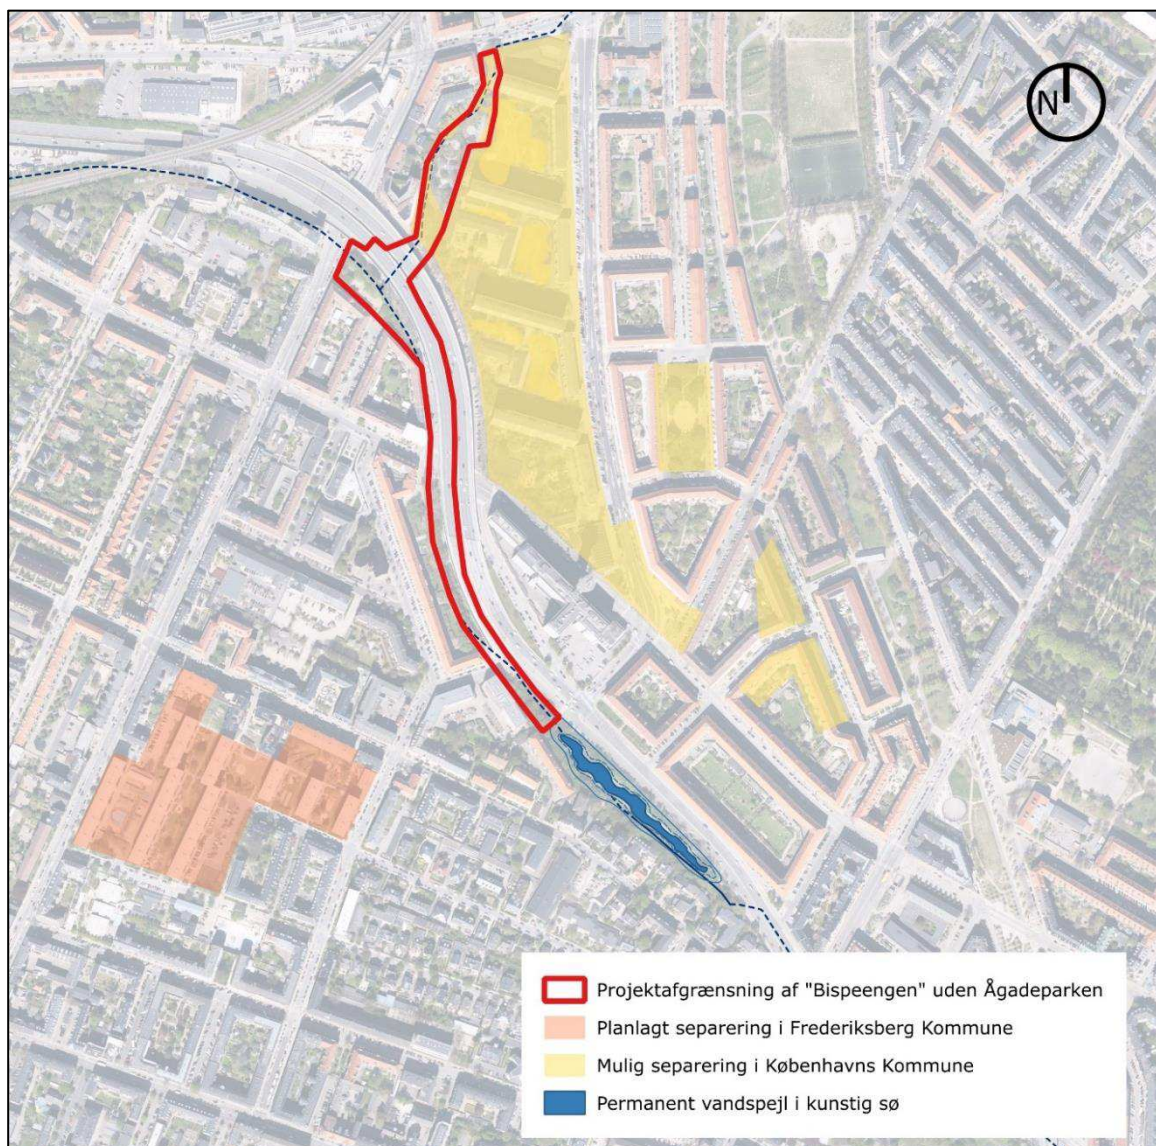 N
Projektafgrænsning af "Bispeengen" uden Ågadeparken
Planlagt separering i Frederiksberg Kommune
Mulig separering i Københavns Kommune
Permanent vandspejl i kunstig sø